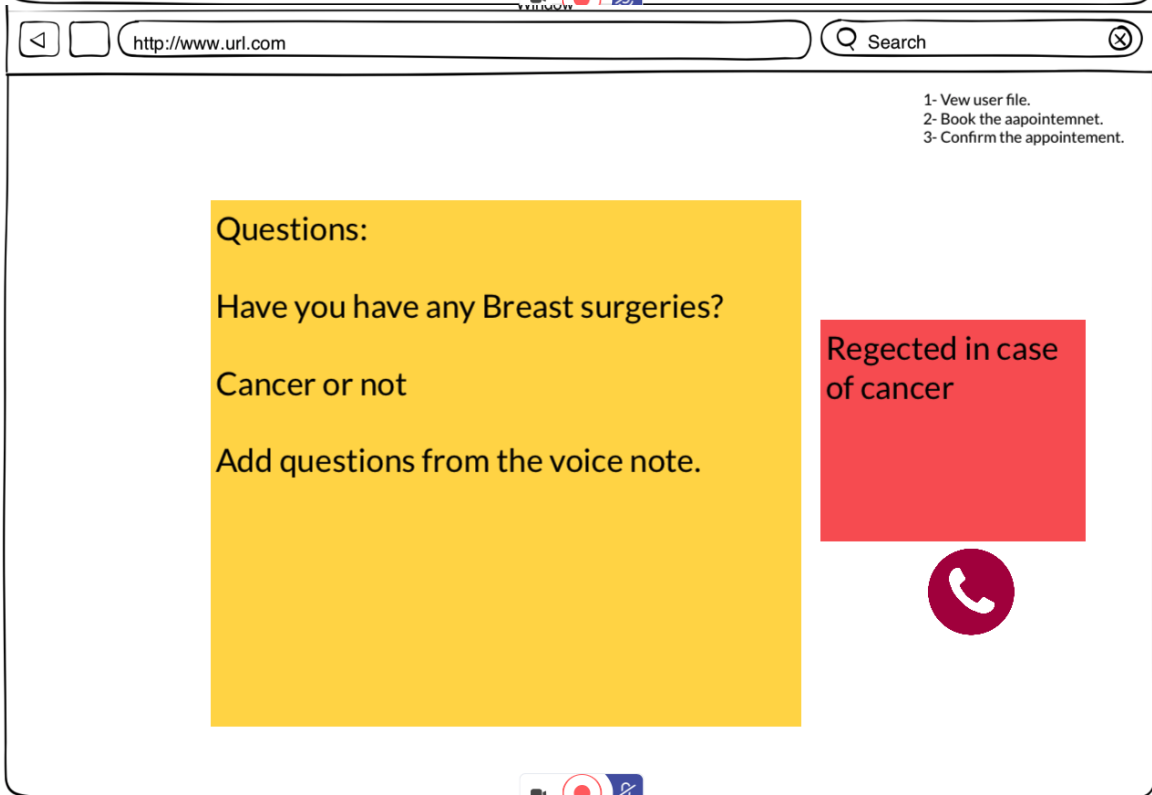 Window
http://www.url.com
Search
1- Vew user file.
2- Book the aapointemnet.
3- Confirm the appointement.
Questions:
Have you have any Breast surgeries?
Cancer or not
Add questions from the voice note.
Regected in case
of cancer